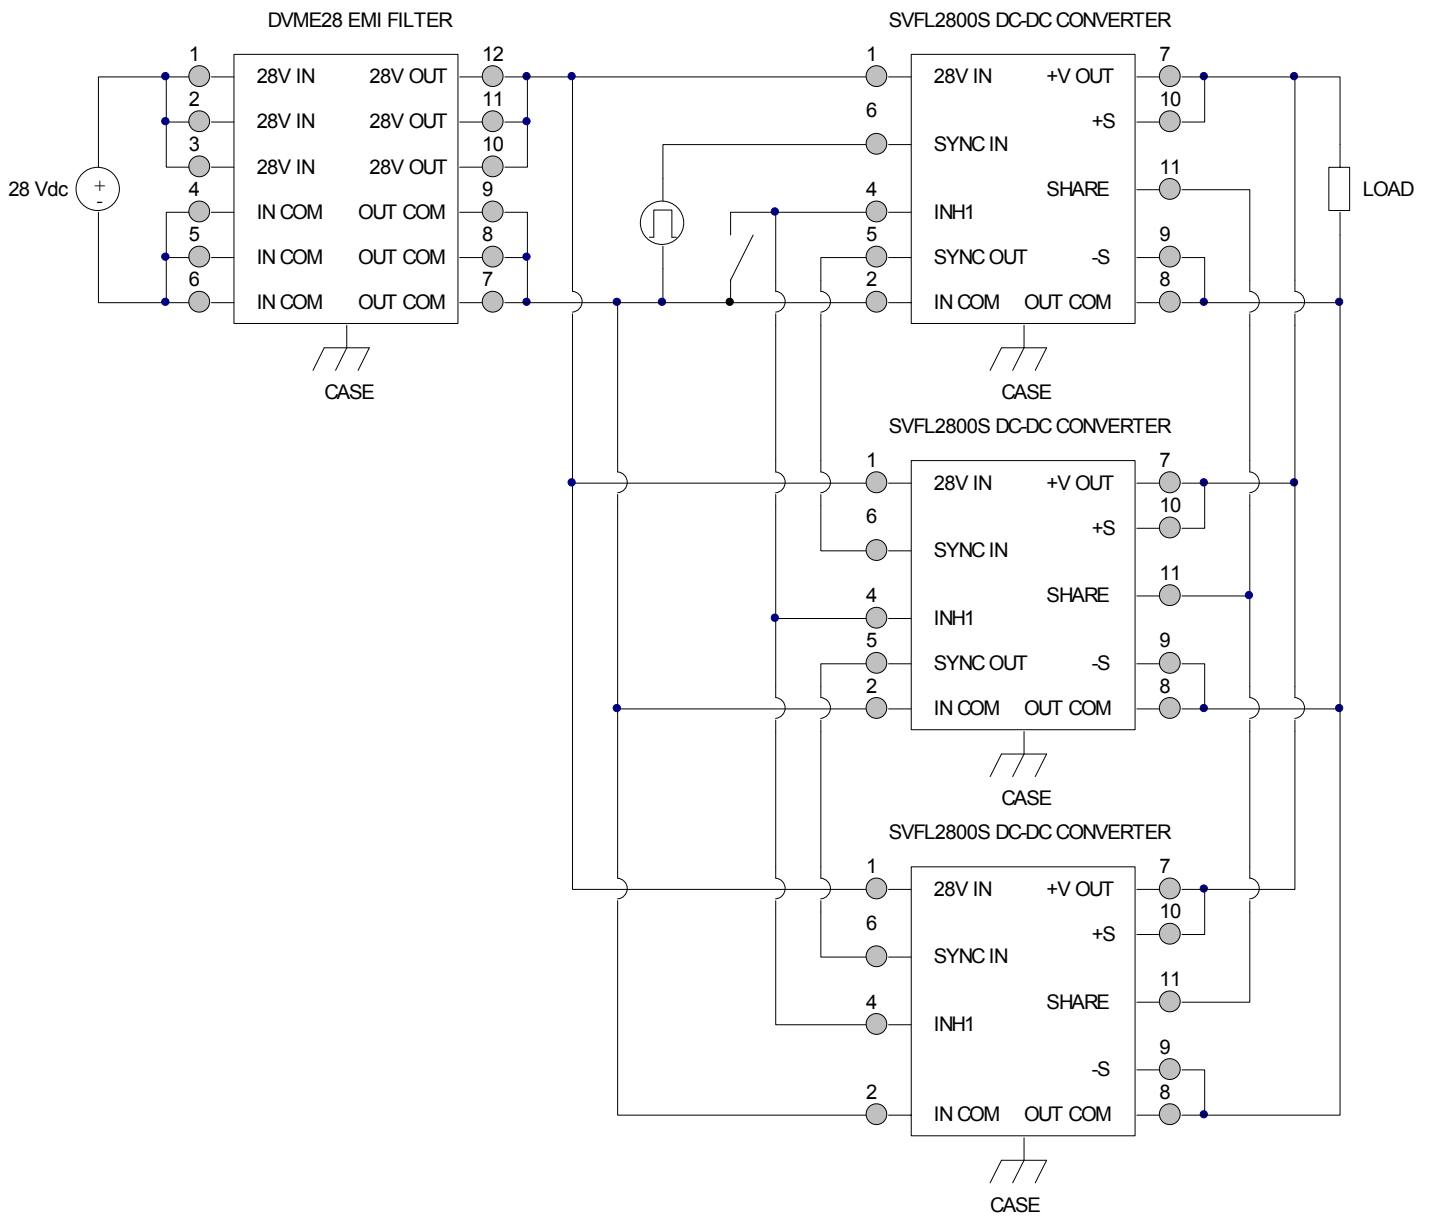 DVME28 EMI FILTER
SVFL2800S DC-DC CONVERTER
1 28V IN 28V OUT 12
2 28V IN 28V OUT 11
3 28V IN 28V OUT 10
4 IN COM OUT COM 9
5 IN COM OUT COM 8
6 IN COM OUT COM 7
28 Vdc
+
-
CASE
1 28V IN +V OUT 7
+S 10
6 SYNC IN
SHARE 11
4 INH1
5 SYNC OUT -S 9
2 IN COM OUT COM 8
LOAD
CASE
SVFL2800S DC-DC CONVERTER
1 28V IN +V OUT 7
+S 10
6 SYNC IN
SHARE 11
4 INH1
5 SYNC OUT -S 9
2 IN COM OUT COM 8
CASE
SVFL2800S DC-DC CONVERTER
1 28V IN +V OUT 7
+S 10
6 SYNC IN
SHARE 11
4 INH1
-S 9
2 IN COM OUT COM 8
CASE